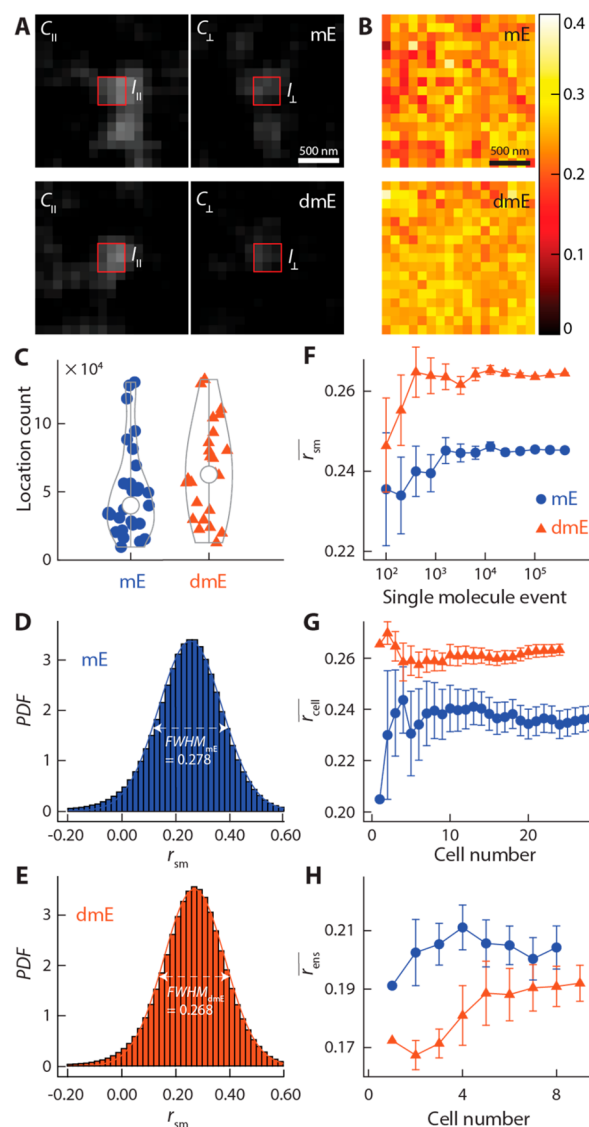 A
C||
I||
C⊥
mE
I⊥
500 nm
C||
I||
C⊥
dmE
I⊥
B
mE
500 nm
dmE
0.4
0.3
0.2
0.1
0
C
× 10⁴
Location count
10
5
0
mE
dmE
F
r̅sm
0.26
0.24
0.22
mE
dmE
10² 10³ 10⁴ 10⁵
Single molecule event
D
mE
PDF
3
2
1
0
FWHMmE
= 0.278
-0.20 0.00 0.20 0.40 0.60
rsm
G
r̅cell
0.26
0.24
0.22
0.20
0 10 20
Cell number
E
dmE
PDF
3
2
1
0
FWHMdmE
= 0.268
-0.20 0.00 0.20 0.40 0.60
rsm
H
r̅ens
0.21
0.19
0.17
0 4 8
Cell number